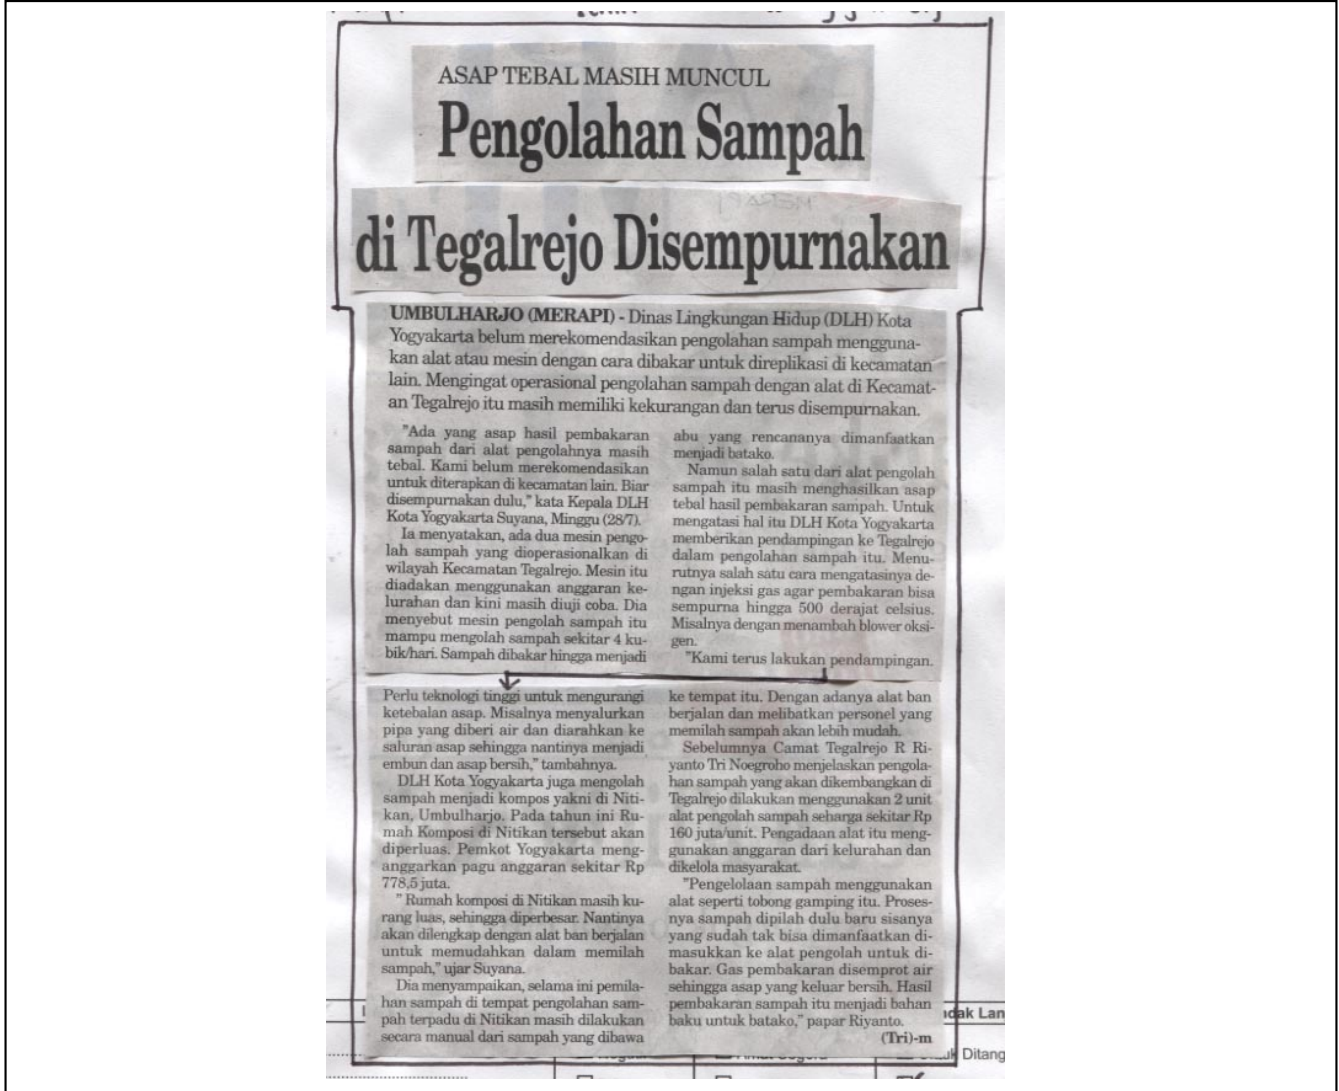 ASAP TEBAL MASIH MUNCUL
Pengolahan Sampah
di Tegalrejo Disempurnakan
UMBULHARJO (MERAPI) - Dinas Lingkungan Hidup (DLH) Kota
Yogyakarta belum merekomendasikan pengolahan sampah mengguna-
kan alat atau mesin dengan cara dibakar untuk direplikasi di kecamatan
lain. Mengingat operasional pengolahan sampah dengan alat di Kecamat-
an Tegalrejo itu masih memiliki kekurangan dan terus disempurnakan.
"Ada yang asap hasil pembakaran
sampah dari alat pengolahnya masih
tebal. Kami belum merekomendasikan
untuk diterapkan di kecamatan lain. Biar
disempurnakan dulu," kata Kepala DLH
Kota Yogyakarta Suyana, Minggu (28/7).
Ia menyatakan, ada dua mesin pengo-
lah sampah yang dioperasionalkan di
wilayah Kecamatan Tegalrejo. Mesin itu
diadakan menggunakan anggaran ke-
lurahan dan kini masih diuji coba. Dia
menyebut mesin pengolah sampah itu
mampu mengolah sampah sekitar 4 ku-
bik/hari. Sampah dibakar hingga menjadi
abu yang rencananya dimanfaatkan
menjadi batako.
Namun salah satu dari alat pengolah
sampah itu masih menghasilkan asap
tebal hasil pembakaran sampah. Untuk
mengatasi hal itu DLH Kota Yogyakarta
memberikan pendampingan ke Tegalrejo
dalam pengolahan sampah itu. Menu-
rutnya salah satu cara mengatasinya de-
ngan injeksi gas agar pembakaran bisa
sempurna hingga 500 derajat celsius.
Misalnya dengan menambah blower oksi-
gen.
"Kami terus lakukan pendampingan.
Perlu teknologi tinggi untuk mengurangi
ketebalan asap. Misalnya menyalurkan
pipa yang diberi air dan diarahkan ke
saluran asap sehingga nantinya menjadi
embun dan asap bersih," tambahnya.
DLH Kota Yogyakarta juga mengolah
sampah menjadi kompos yakni di Niti-
kan, Umbulharjo. Pada tahun ini Ru-
mah Komposi di Nitikan tersebut akan
diperluas. Pemkot Yogyakarta meng-
anggarkan pagu anggaran sekitar Rp
778,5 juta.
" Rumah komposi di Nitikan masih ku-
rang luas, sehingga diperbesar. Nantinya
akan dilengkap dengan alat ban berjalan
untuk memudahkan dalam memilah
sampah," ujar Suyana.
Dia menyampaikan, selama ini pemila-
han sampah di tempat pengolahan sam-
pah terpadu di Nitikan masih dilakukan
secara manual dari sampah yang dibawa
ke tempat itu. Dengan adanya alat ban
berjalan dan melibatkan personel yang
memilah sampah akan lebih mudah.
Sebelumnya Camat Tegalrejo R Ri-
yanto Tri Noegroho menjelaskan pengola-
han sampah yang akan dikembangkan di
Tegalrejo dilakukan menggunakan 2 unit
alat pengolah sampah seharga sekitar Rp
160 juta/unit. Pengadaan alat itu meng-
gunakan anggaran dari kelurahan dan
dikelola masyarakat.
"Pengelolaan sampah menggunakan
alat seperti tobong gamping itu. Proses-
nya sampah dipilah dulu baru sisanya
yang sudah tak bisa dimanfaatkan di-
masukkan ke alat pengolah untuk di-
bakar. Gas pembakaran disemprot air
sehingga asap yang keluar bersih. Hasil
pembakaran sampah itu menjadi bahan
baku untuk batako," papar Riyanto.
(Tri)-m
dak Lan
Ditang